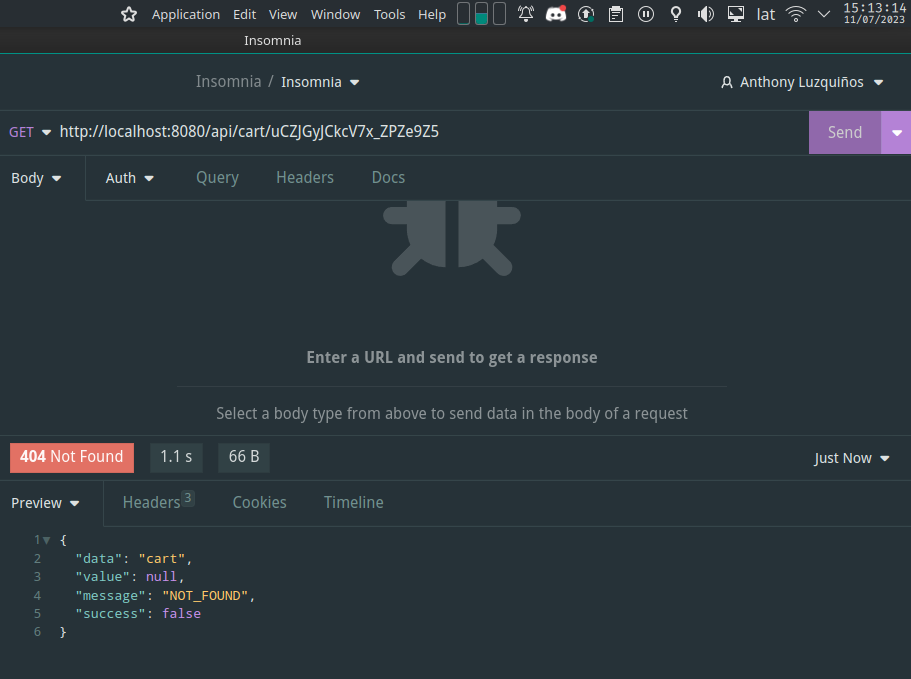 Application Edit View Window Tools Help lat 15:13:14
11/07/2023
Insomnia
Insomnia / Insomnia Anthony Luzquiños
GET http://localhost:8080/api/cart/uCZJGyJCkcV7x_ZPZe9Z5 Send
Body Auth Query Headers Docs
Enter a URL and send to get a response
Select a body type from above to send data in the body of a request
404 Not Found 1.1 s 66 B Just Now
Preview Headers 3 Cookies Timeline
1 {
2 "data": "cart",
3 "value": null,
4 "message": "NOT_FOUND",
5 "success": false
6 }